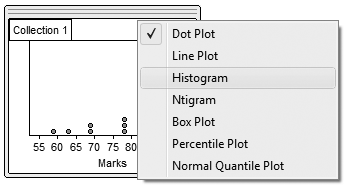 Collection 1
55 60 65 70 75 80
Marks
Dot Plot
Line Plot
Histogram
Ntigram
Box Plot
Percentile Plot
Normal Quantile Plot